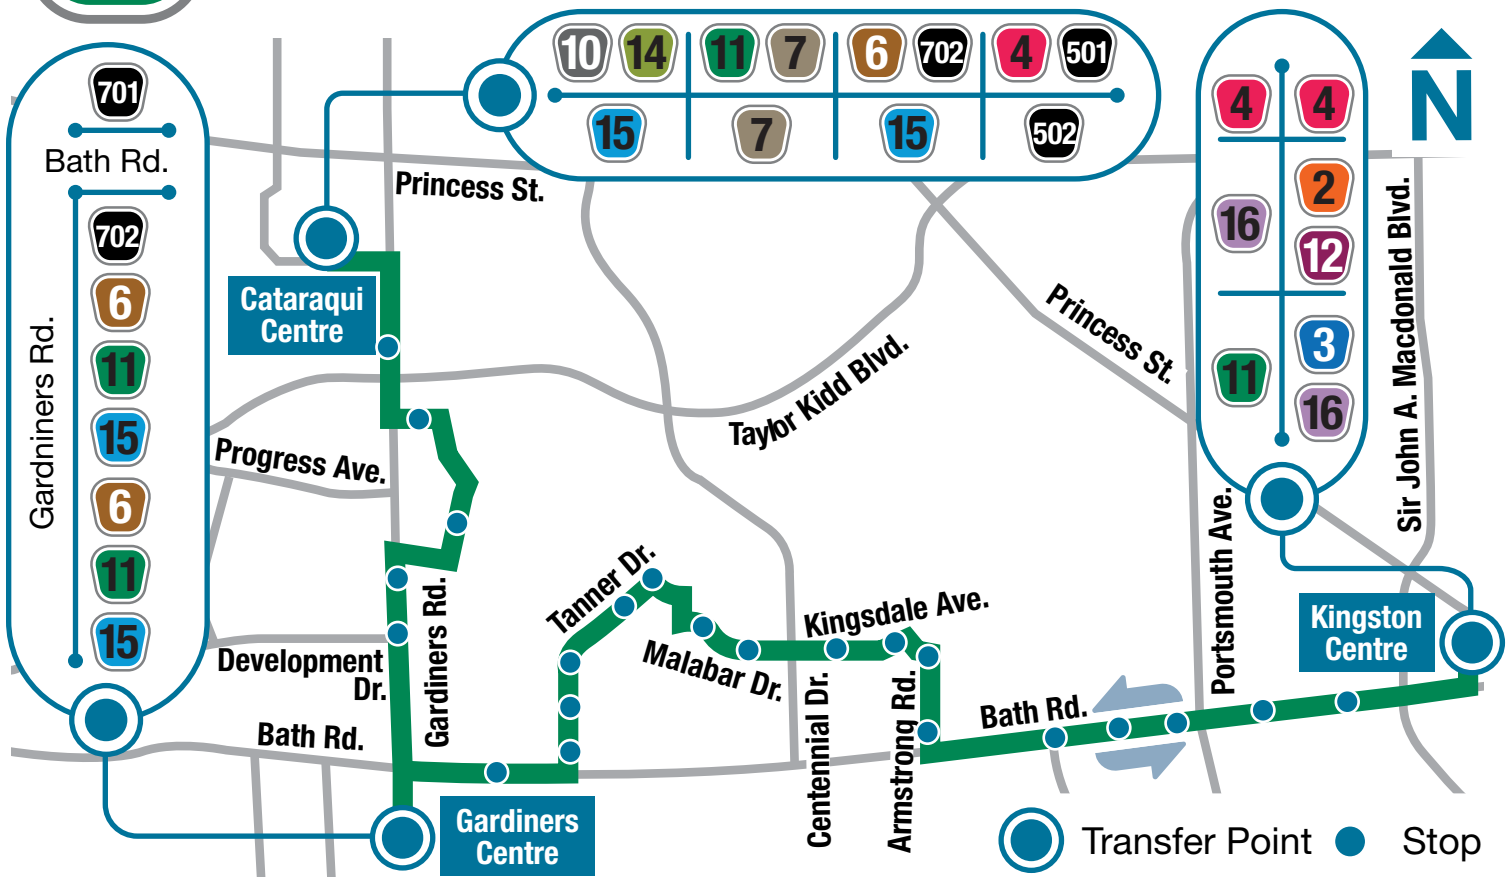 701
Bath Rd.
702
6
11
15
6
11
15
Gardniners Rd.
10 14 11 7 6 702 4 501
15 7 15 502
4 4
2
16
12
3
11
16
N
Princess St.
Cataraqui
Centre
Progress Ave.
Taylor Kidd Blvd.
Princess St.
Sir John A. Macdonald Blvd.
Portsmouth Ave.
Development
Dr.
Gardiners Rd.
Bath Rd.
Tanner Dr.
Malabar Dr.
Kingsdale Ave.
Centennial Dr.
Armstrong Rd.
Bath Rd.
Kingston
Centre
Gardiners
Centre
Transfer Point
Stop